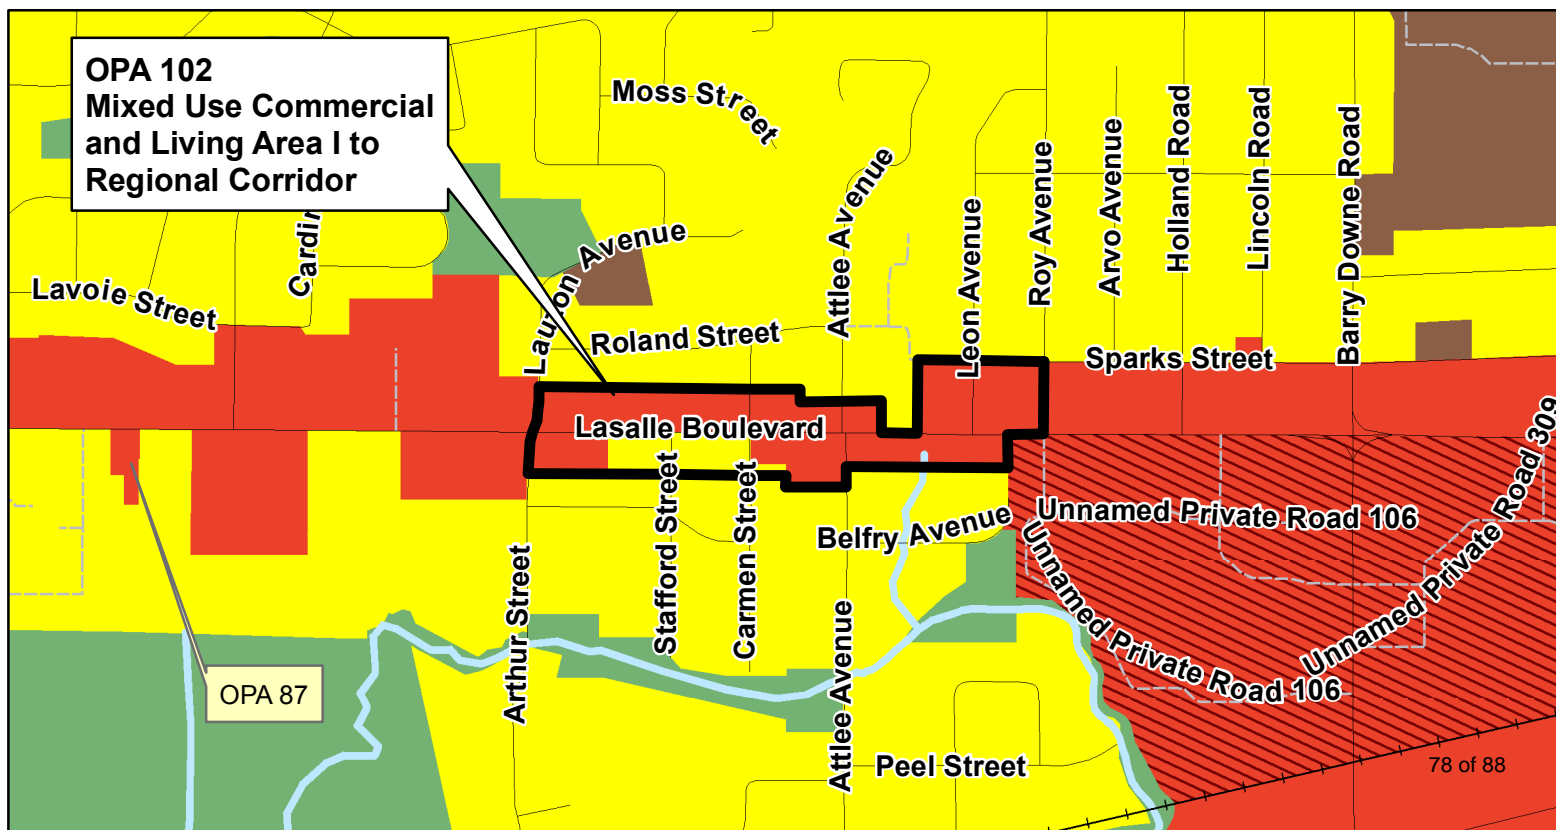 OPA 102
Mixed Use Commercial
and Living Area I to
Regional Corridor
Moss Street
Lavoie Street
Cardin
Lauzon Avenue
Roland Street
Attlee Avenue
Leon Avenue
Roy Avenue
Arvo Avenue
Holland Road
Lincoln Road
Barry Downe Road
Sparks Street
Lasalle Boulevard
Arthur Street
Stafford Street
Carmen Street
Attlee Avenue
Belfry Avenue
Unnamed Private Road 106
Unnamed Private Road 106
Unnamed Private Road 309
OPA 87
Peel Street
78 of 88